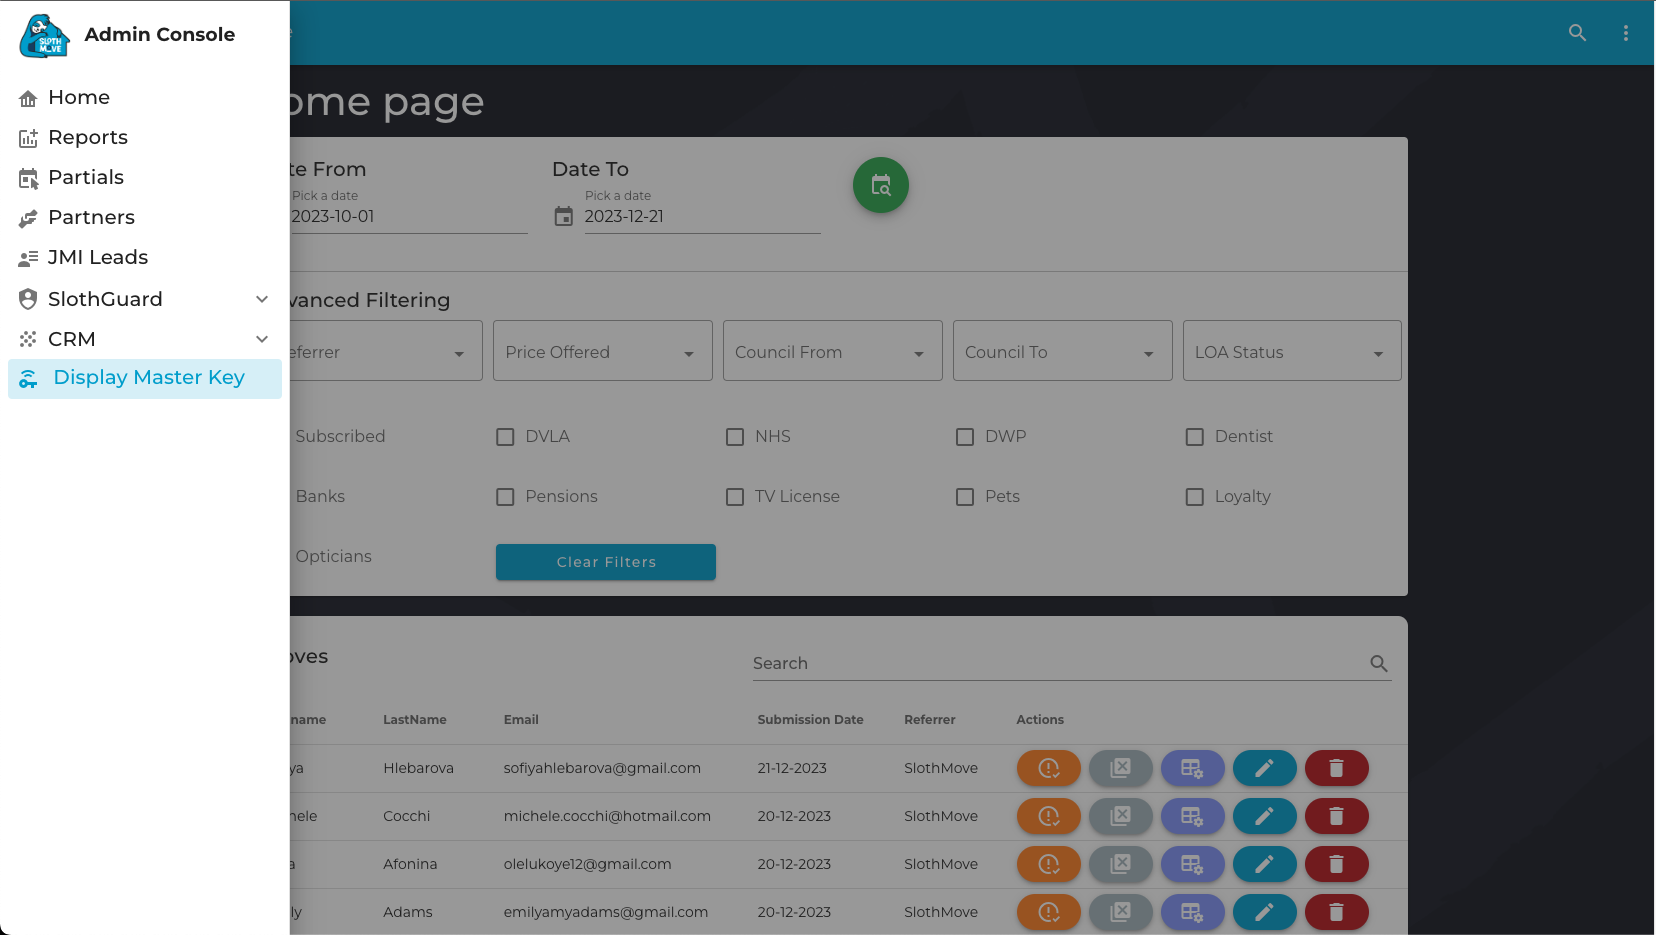 SLOTH
MOVE
Admin Console
Home
Reports
Partials
Partners
JMI Leads
SlothGuard
CRM
Display Master Key
ome page
te From
Date To
Pick a date
Pick a date
2023-10-01
2023-12-21
vanced Filtering
eferrer
Price Offered
Council From
Council To
LOA Status
Subscribed
DVLA
NHS
DWP
Dentist
Banks
Pensions
TV License
Pets
Loyalty
Opticians
Clear Filters
oves
Search
name LastName Email Submission Date Referrer Actions
ya Hlebarova sofiyahlebarova@gmail.com 21-12-2023 SlothMove
hele Cocchi michele.cocchi@hotmail.com 20-12-2023 SlothMove
a Afonina olelukoye12@gmail.com 20-12-2023 SlothMove
ly Adams emilyamyadams@gmail.com 20-12-2023 SlothMove